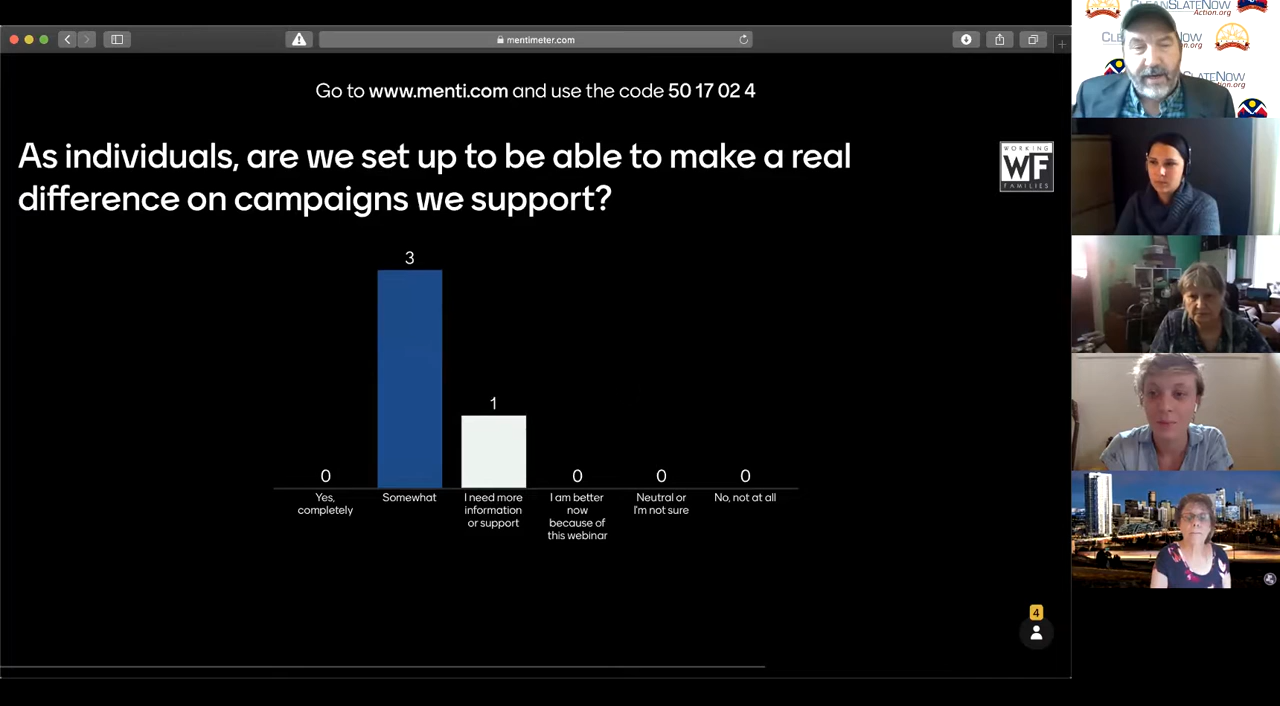 mentimeter.com
Go to www.menti.com and use the code 50 17 02 4
As individuals, are we set up to be able to make a real
difference on campaigns we support?
WORKING
WF
FAMILIES
3
1
0
0
0
0
Yes,
completely
Somewhat
I need more
information
or support
I am better
now
because of
this webinar
Neutral or
I'm not sure
No, not at all
4
CLEANSLATENOW
Action.org